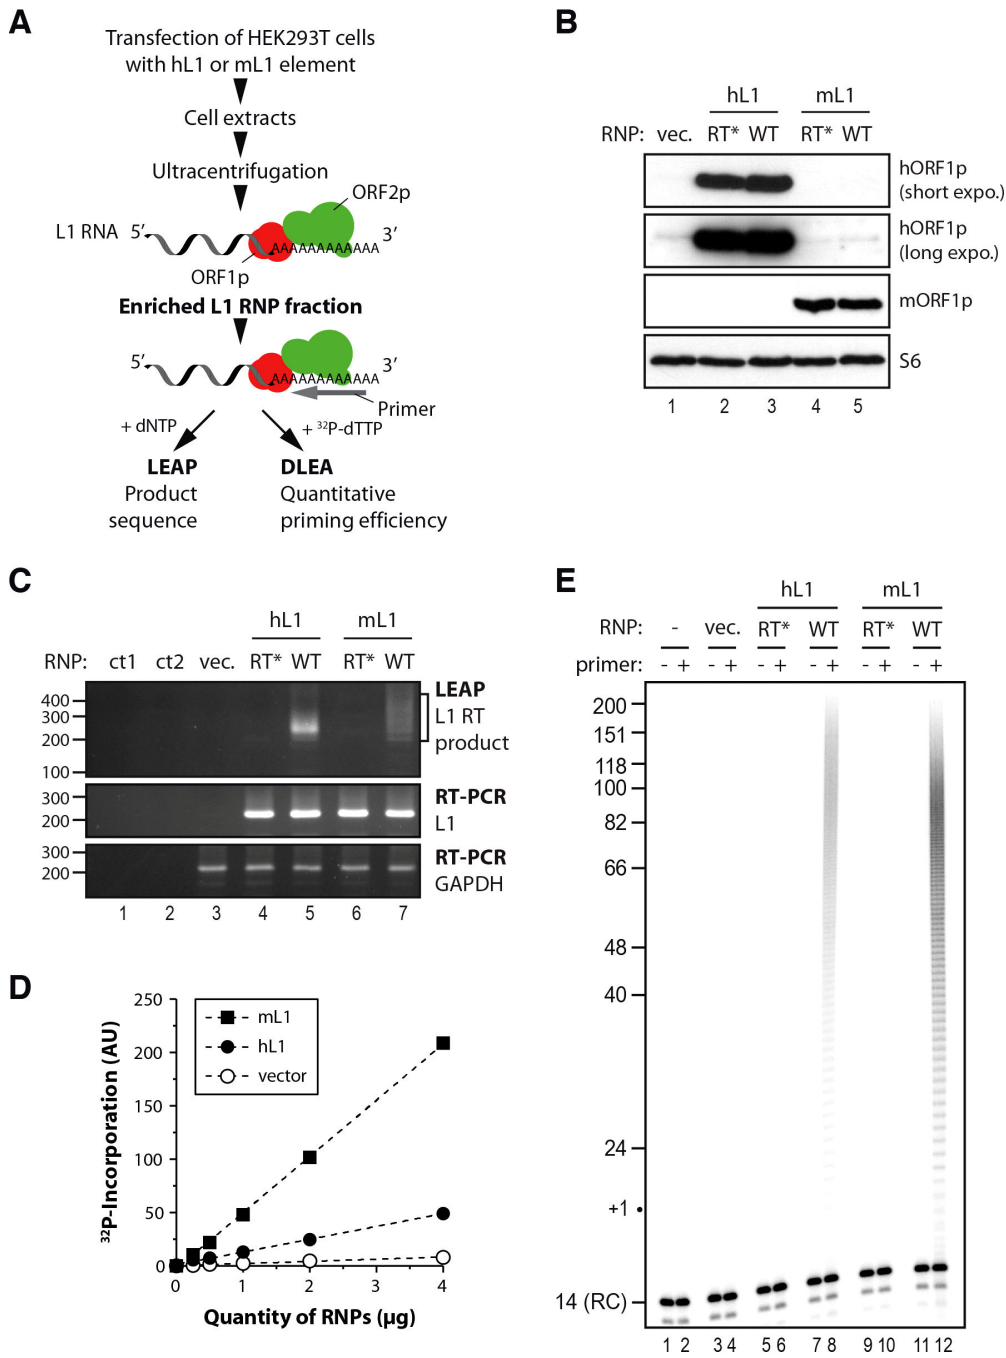 A
Transfection of HEK293T cells
with hL1 or mL1 element
Cell extracts
Ultracentrifugation
ORF2p
L1 RNA 5′ AAAAAAAAAAAA 3′
ORF1p
Enriched L1 RNP fraction
5′ AAAAAAAAAAAA 3′
Primer
+ dNTP + ³²P-dTTP
LEAP
Product
sequence
DLEA
Quantitative
priming efficiency
B
hL1 mL1
RNP: vec. RT* WT RT* WT
hORF1p
(short expo.)
hORF1p
(long expo.)
mORF1p
S6
1 2 3 4 5
C
hL1 mL1
RNP: ct1 ct2 vec. RT* WT RT* WT
400
300
200
100
LEAP
L1 RT
product
300
200
RT-PCR
L1
300
200
RT-PCR
GAPDH
1 2 3 4 5 6 7
D
³²P-Incorporation (AU)
250
200
150
100
50
0
mL1
hL1
vector
0 1 2 3 4
Quantity of RNPs (µg)
E
hL1 mL1
RNP: - vec. RT* WT RT* WT
primer: - + - + - + - + - + - +
200
151
118
100
82
66
48
40
24
+1
14 (RC)
1 2 3 4 5 6 7 8 9 10 11 12